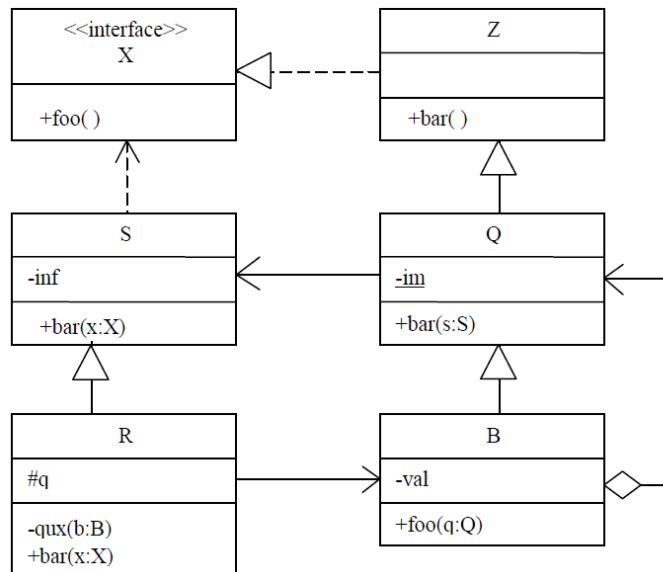 <<interface>>
X
+foo( )
Z
+bar( )
S
-inf
+bar(x:X)
Q
-im
+bar(s:S)
R
#q
-qux(b:B)
+bar(x:X)
B
-val
+foo(q:Q)